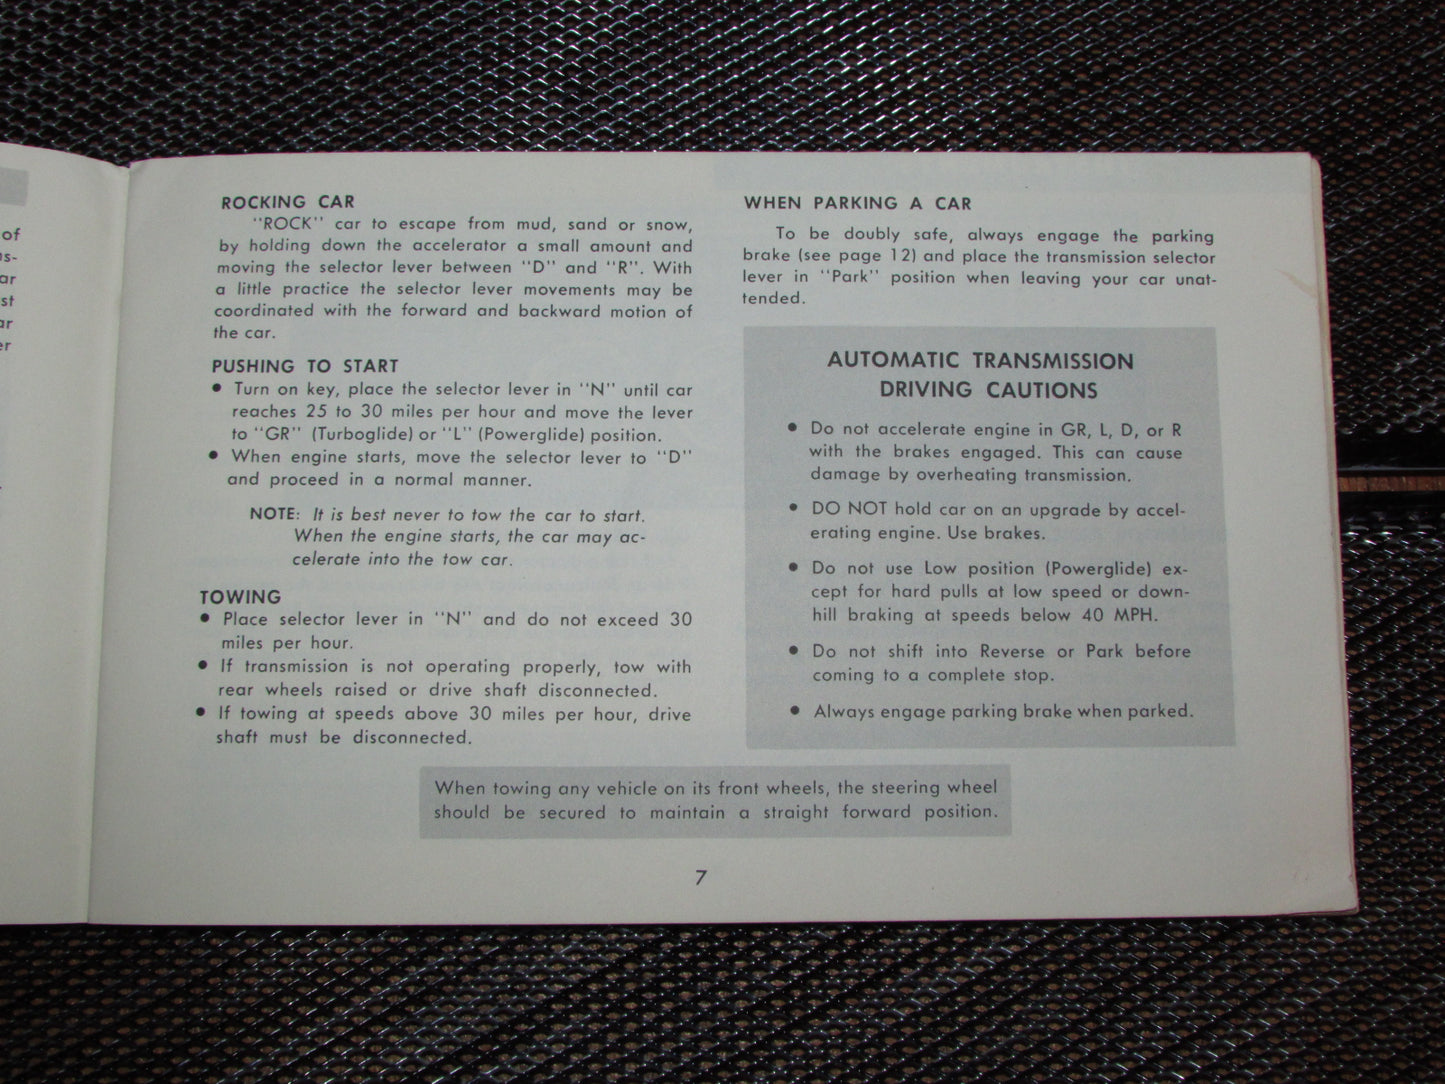 of
ns-
ar
st
ar
er
ROCKING CAR
"ROCK" car to escape from mud, sand or snow,
by holding down the accelerator a small amount and
moving the selector lever between "D" and "R". With
a little practice the selector lever movements may be
coordinated with the forward and backward motion of
the car.
PUSHING TO START
● Turn on key, place the selector lever in "N" until car
reaches 25 to 30 miles per hour and move the lever
to "GR" (Turboglide) or "L" (Powerglide) position.
● When engine starts, move the selector lever to "D"
and proceed in a normal manner.
NOTE: It is best never to tow the car to start.
When the engine starts, the car may ac-
celerate into the tow car.
TOWING
● Place selector lever in "N" and do not exceed 30
miles per hour.
● If transmission is not operating properly, tow with
rear wheels raised or drive shaft disconnected.
● If towing at speeds above 30 miles per hour, drive
shaft must be disconnected.
WHEN PARKING A CAR
To be doubly safe, always engage the parking
brake (see page 12) and place the transmission selector
lever in "Park" position when leaving your car unat-
tended.
AUTOMATIC TRANSMISSION
DRIVING CAUTIONS
● Do not accelerate engine in GR, L, D, or R
with the brakes engaged. This can cause
damage by overheating transmission.
● DO NOT hold car on an upgrade by accel-
erating engine. Use brakes.
● Do not use Low position (Powerglide) ex-
cept for hard pulls at low speed or down-
hill braking at speeds below 40 MPH.
● Do not shift into Reverse or Park before
coming to a complete stop.
● Always engage parking brake when parked.
When towing any vehicle on its front wheels, the steering wheel
should be secured to maintain a straight forward position.
7